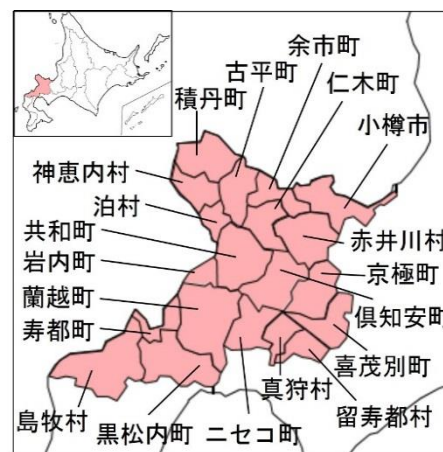 余市町
古平町
仁木町
積丹町
小樽市
神恵内村
泊村
共和町
赤井川村
岩内町
京極町
蘭越町
倶知安町
寿都町
喜茂別町
真狩村
島牧村
留寿都村
黒松内町
ニセコ町